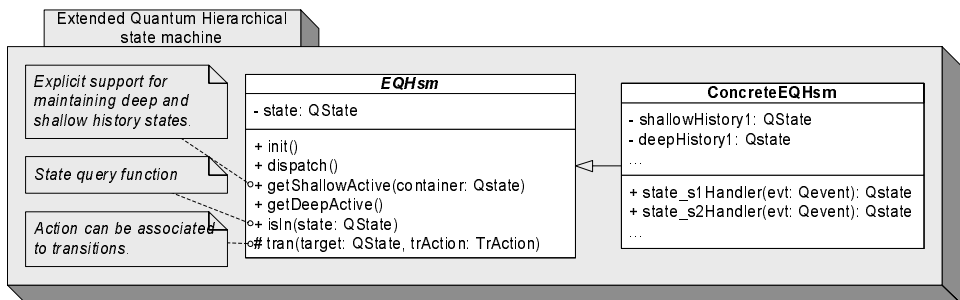 Extended Quantum Hierarchical
state machine
Explicit support for
maintaining deep and
shallow history states.
State query function
Action can be associated
to transitions.
EQHsm
- state: QState
+ init()
+ dispatch()
+ getShallowActive(container: Qstate)
+ getDeepActive()
+ isIn(state: QState)
# tran(target: QState, trAction: TrAction)
ConcreteEQHsm
- shallowHistory1: QState
- deepHistory1: Qstate
...
+ state_s1Handler(evt: Qevent): Qstate
+ state_s2Handler(evt: Qevent): Qstate
...